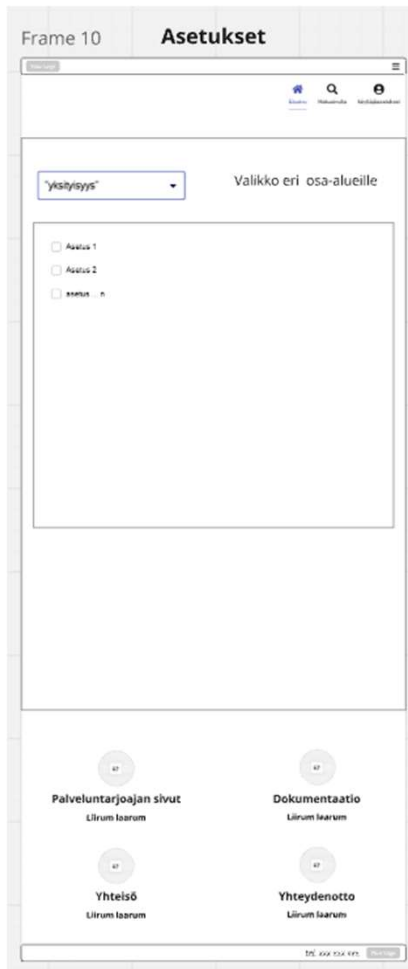 Frame 10 Asetukset
"yksityisyys" Valikko eri osa-alueille
Asetus 1
Asetus 2
asetus ... n
Palveluntarjoajan sivut Dokumentaatio
Liirum laarum Liirum laarum
Yhteisö Yhteydenotto
Liirum laarum Liirum laarum